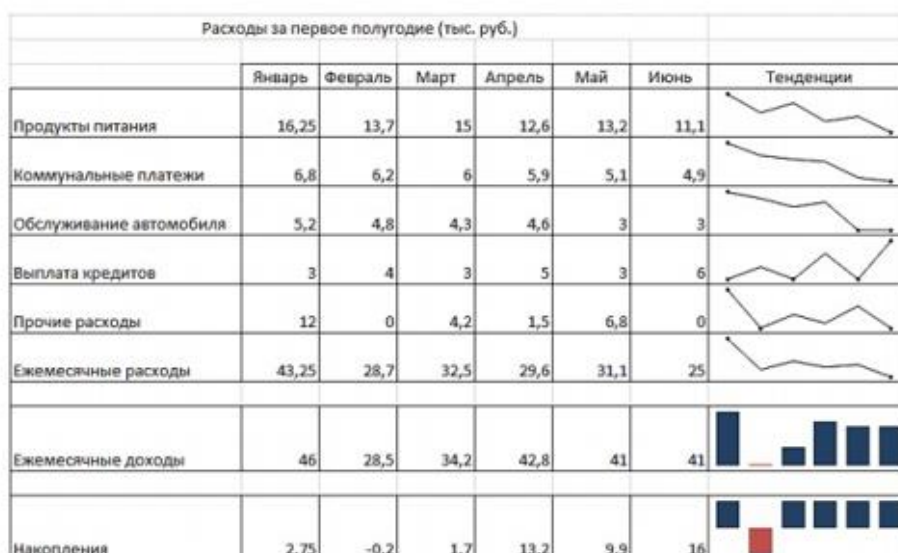 Расходы за первое полугодие (тыс. руб.)
Январь Февраль Март Апрель Май Июнь Тенденции
Продукты питания 16,25 13,7 15 12,6 13,2 11,1
Коммунальные платежи 6,8 6,2 6 5,9 5,1 4,9
Обслуживание автомобиля 5,2 4,8 4,3 4,6 3 3
Выплата кредитов 3 4 3 5 3 6
Прочие расходы 12 0 4,2 1,5 6,8 0
Ежемесячные расходы 43,25 28,7 32,5 29,6 31,1 25
Ежемесячные доходы 46 28,5 34,2 42,8 41 41
Накопления 2,75 -0,2 1,7 13,2 9,9 16